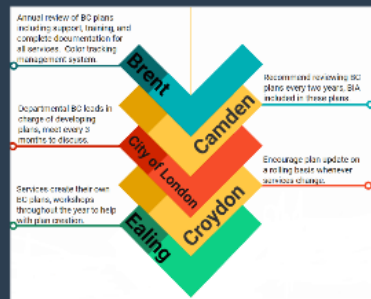 Annual review of BC plans
including support, training, and
complete documentation for
all services. Color tracking
management system.
Brent
Recommend reviewing BC
plans every two years, BIA
included in these plans
Camden
Departmental BC leads in
charge of developing
plans, meet every 3
months to discuss.
City of London
Encourage plan update on
a rolling basis whenever
services change.
Croydon
Services create their own
BC plans, workshops
throughout the year to help
with plan creation.
Ealing